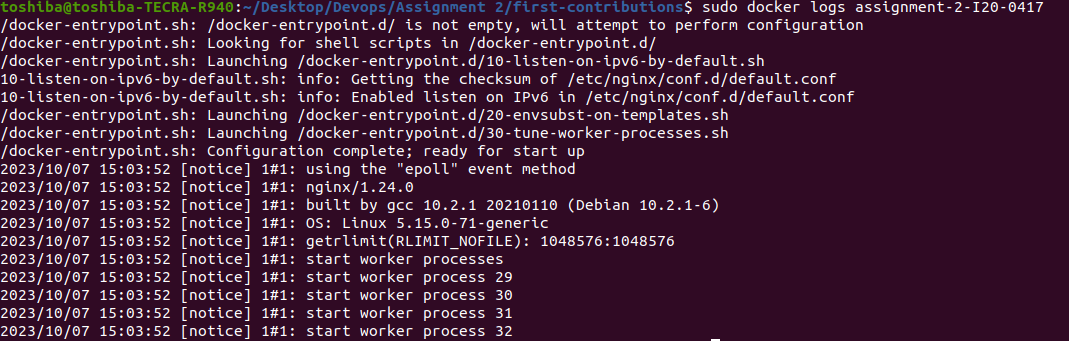 toshiba@toshiba-TECRA-R940:~/Desktop/Devops/Assignment 2/first-contributions$ sudo docker logs assignment-2-I20-0417
/docker-entrypoint.sh: /docker-entrypoint.d/ is not empty, will attempt to perform configuration
/docker-entrypoint.sh: Looking for shell scripts in /docker-entrypoint.d/
/docker-entrypoint.sh: Launching /docker-entrypoint.d/10-listen-on-ipv6-by-default.sh
10-listen-on-ipv6-by-default.sh: info: Getting the checksum of /etc/nginx/conf.d/default.conf
10-listen-on-ipv6-by-default.sh: info: Enabled listen on IPv6 in /etc/nginx/conf.d/default.conf
/docker-entrypoint.sh: Launching /docker-entrypoint.d/20-envsubst-on-templates.sh
/docker-entrypoint.sh: Launching /docker-entrypoint.d/30-tune-worker-processes.sh
/docker-entrypoint.sh: Configuration complete; ready for start up
2023/10/07 15:03:52 [notice] 1#1: using the "epoll" event method
2023/10/07 15:03:52 [notice] 1#1: nginx/1.24.0
2023/10/07 15:03:52 [notice] 1#1: built by gcc 10.2.1 20210110 (Debian 10.2.1-6)
2023/10/07 15:03:52 [notice] 1#1: OS: Linux 5.15.0-71-generic
2023/10/07 15:03:52 [notice] 1#1: getrlimit(RLIMIT_NOFILE): 1048576:1048576
2023/10/07 15:03:52 [notice] 1#1: start worker processes
2023/10/07 15:03:52 [notice] 1#1: start worker process 29
2023/10/07 15:03:52 [notice] 1#1: start worker process 30
2023/10/07 15:03:52 [notice] 1#1: start worker process 31
2023/10/07 15:03:52 [notice] 1#1: start worker process 32